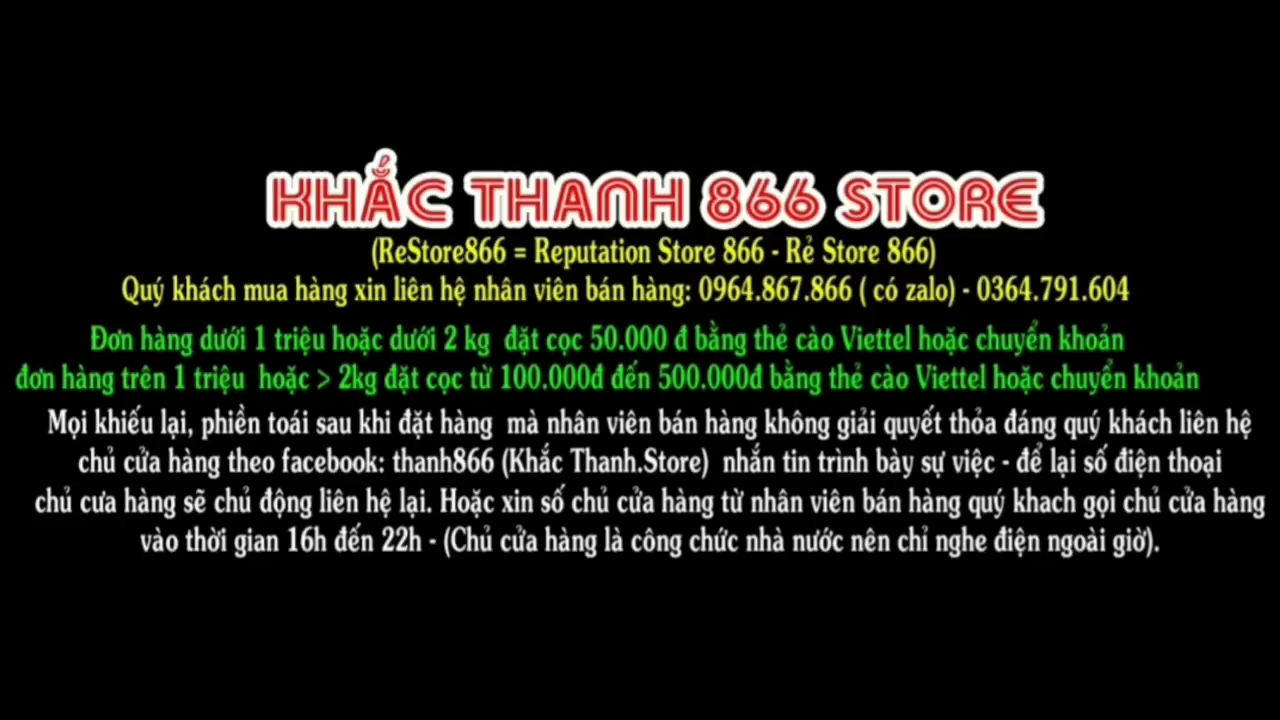 KHẮC THANH 866 STORE
(ReStore866 = Reputation Store 866 - Rẻ Store 866)
Quý khách mua hàng xin liên hệ nhân viên bán hàng: 0964.867.866 ( có zalo) - 0364.791.604
Đơn hàng dưới 1 triệu hoặc dưới 2 kg  đặt cọc 50.000 đ bằng thẻ cào Viettel hoặc chuyển khoản
đơn hàng trên 1 triệu  hoặc > 2kg đặt cọc từ 100.000đ đến 500.000đ bằng thẻ cào Viettel hoặc chuyển khoản
Mọi khiếu lại, phiền toái sau khi đặt hàng  mà nhân viên bán hàng không giải quyết thỏa đáng quý khách liên hệ
chủ cửa hàng theo facebook: thanh866 (Khắc Thanh.Store)  nhắn tin trình bày sự việc - để lại số điện thoại
chủ cưa hàng sẽ chủ động liên hệ lại. Hoặc xin số chủ cửa hàng từ nhân viên bán hàng quý khach gọi chủ cửa hàng
vào thời gian 16h đến 22h - (Chủ cửa hàng là công chức nhà nước nên chỉ nghe điện ngoài giờ).